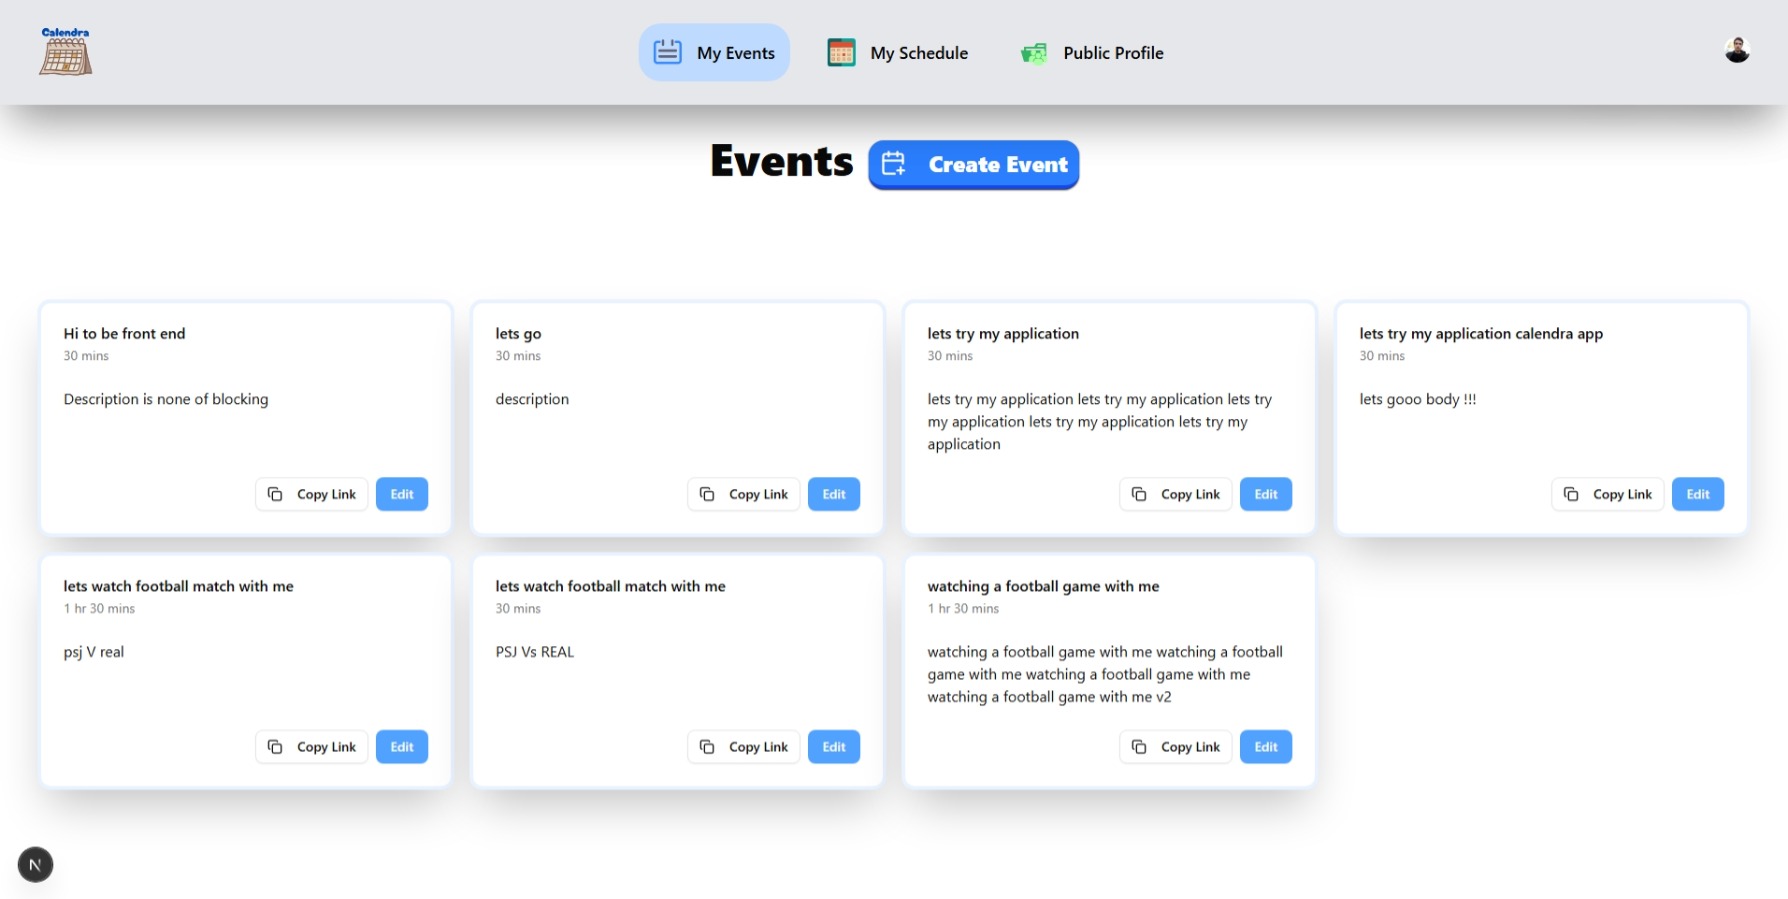 Calendra
My Events
My Schedule
Public Profile
Events
Create Event
Hi to be front end
30 mins
Description is none of blocking
Copy Link
Edit
lets go
30 mins
description
Copy Link
Edit
lets try my application
30 mins
lets try my application lets try my application lets try
my application lets try my application lets try my
application
Copy Link
Edit
lets try my application calendra app
30 mins
lets gooo body !!!
Copy Link
Edit
lets watch football match with me
1 hr 30 mins
psj V real
Copy Link
Edit
lets watch football match with me
30 mins
PSJ Vs REAL
Copy Link
Edit
watching a football game with me
1 hr 30 mins
watching a football game with me watching a football
game with me watching a football game with me
watching a football game with me v2
Copy Link
Edit
N